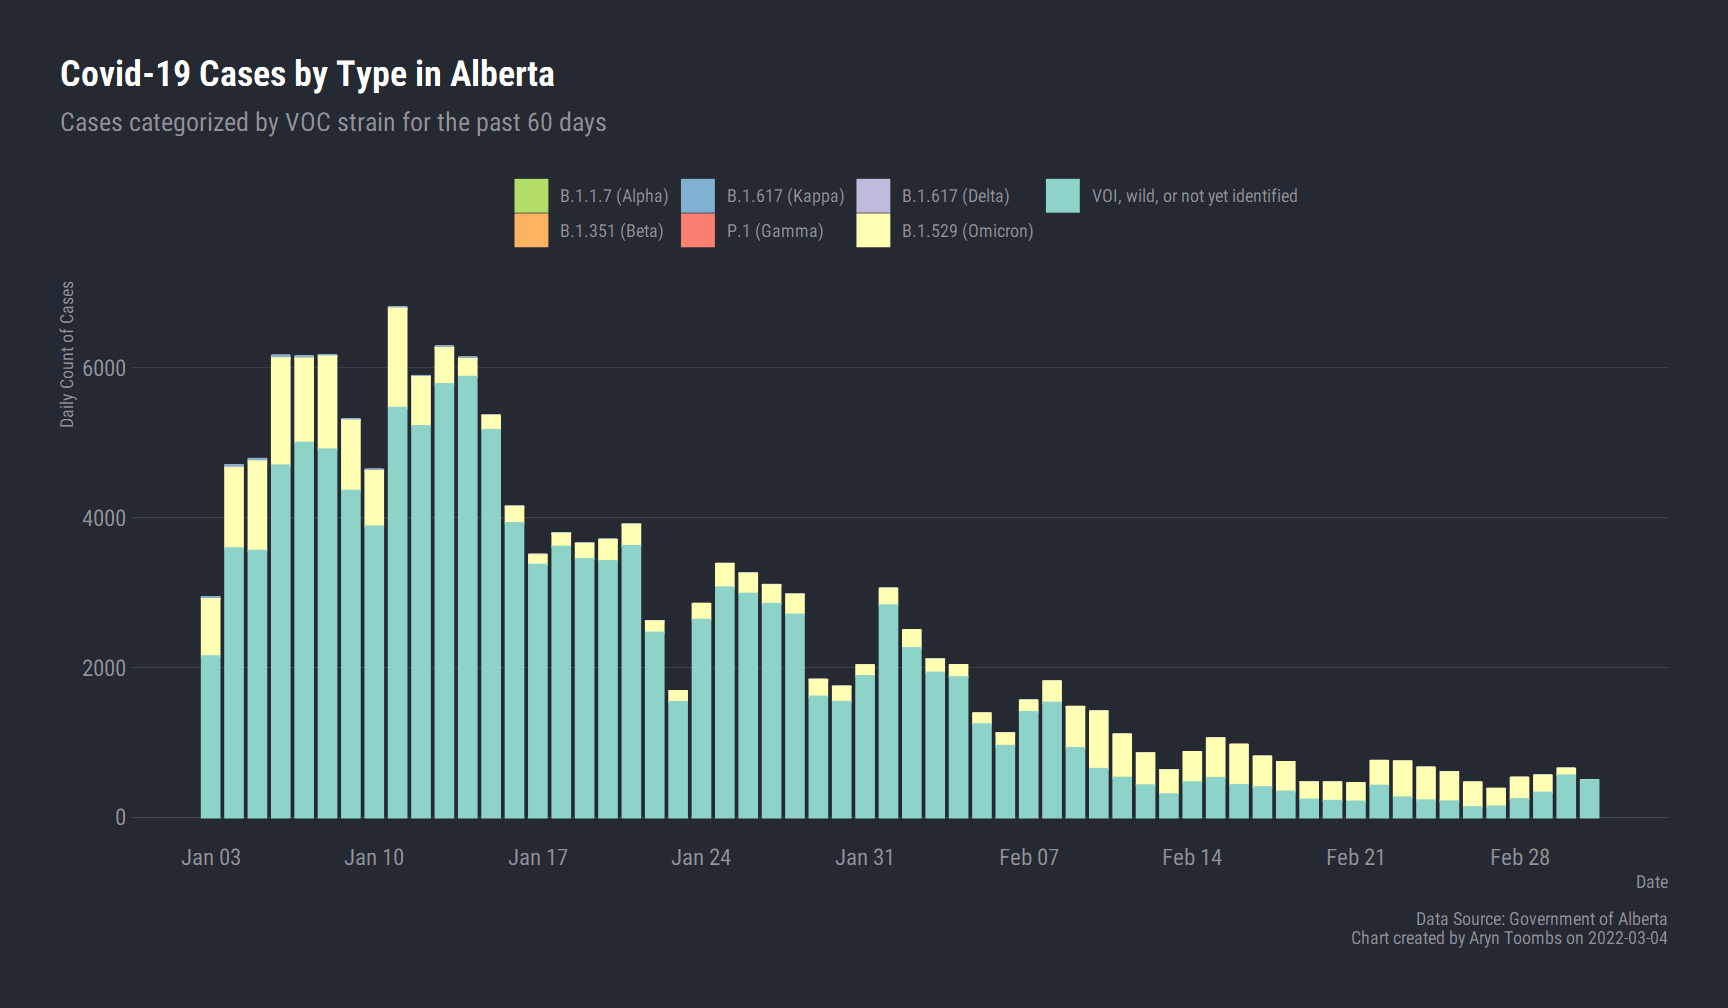 Covid-19 Cases by Type in Alberta
Cases categorized by VOC strain for the past 60 days
B.1.1.7 (Alpha) B.1.617 (Kappa) B.1.617 (Delta) VOI, wild, or not yet identified
B.1.351 (Beta) P.1 (Gamma) B.1.529 (Omicron)
Daily Count of Cases
6000
4000
2000
0
Jan 03 Jan 10 Jan 17 Jan 24 Jan 31 Feb 07 Feb 14 Feb 21 Feb 28
Date
Data Source: Government of Alberta
Chart created by Aryn Toombs on 2022-03-04